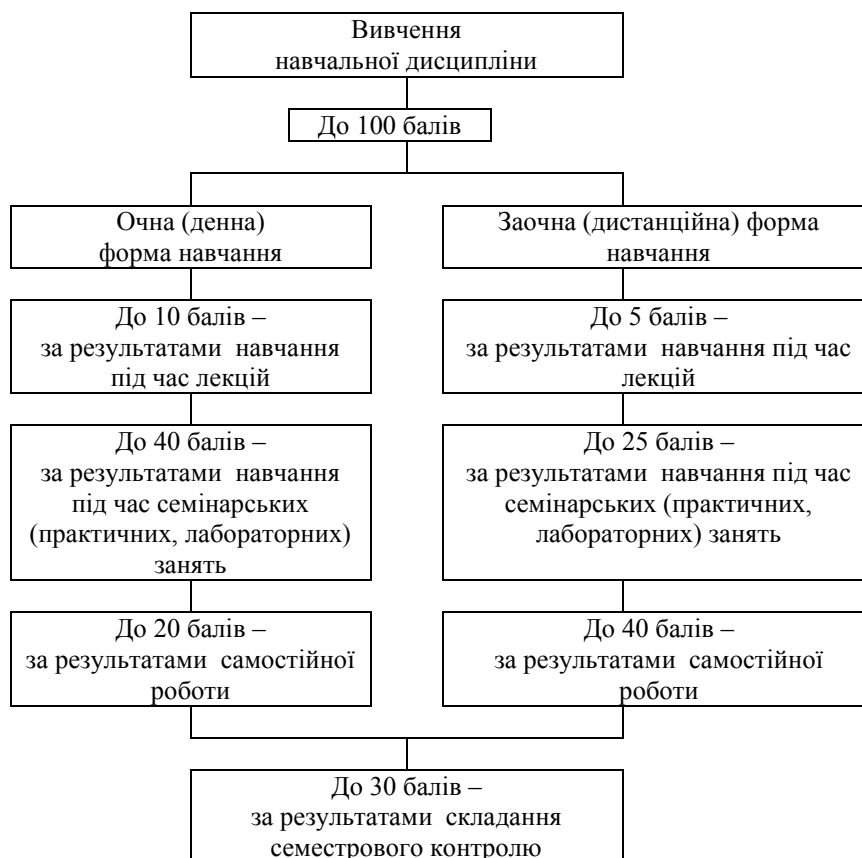 Вивчення
навчальної дисципліни
До 100 балів
Очна (денна)
форма навчання
Заочна (дистанційна) форма
навчання
До 10 балів –
за результатами навчання
під час лекцій
До 5 балів –
за результатами навчання під час
лекцій
До 40 балів –
за результатами навчання
під час семінарських
(практичних, лабораторних)
занять
До 25 балів –
за результатами навчання під час
семінарських (практичних,
лабораторних) занять
До 20 балів –
за результатами самостійної
роботи
До 40 балів –
за результатами самостійної
роботи
До 30 балів –
за результатами складання
семестрового контролю